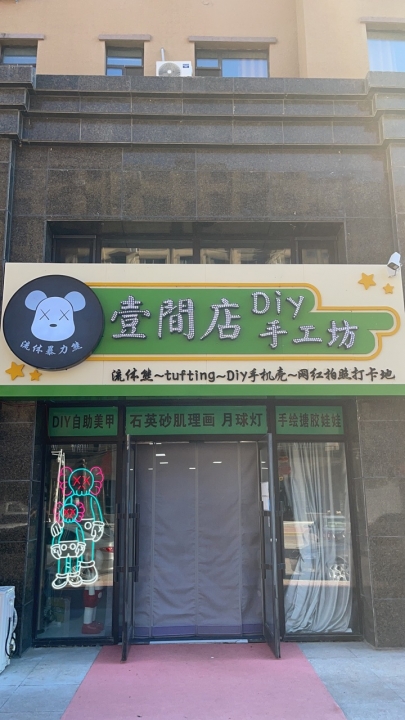 壹間店
Diy
手工坊
流体暴力熊
流体熊~tufting~Diy手机壳~网红拍照打卡地
DIY自助美甲
石英砂肌理画 月球灯
手绘搪胶娃娃